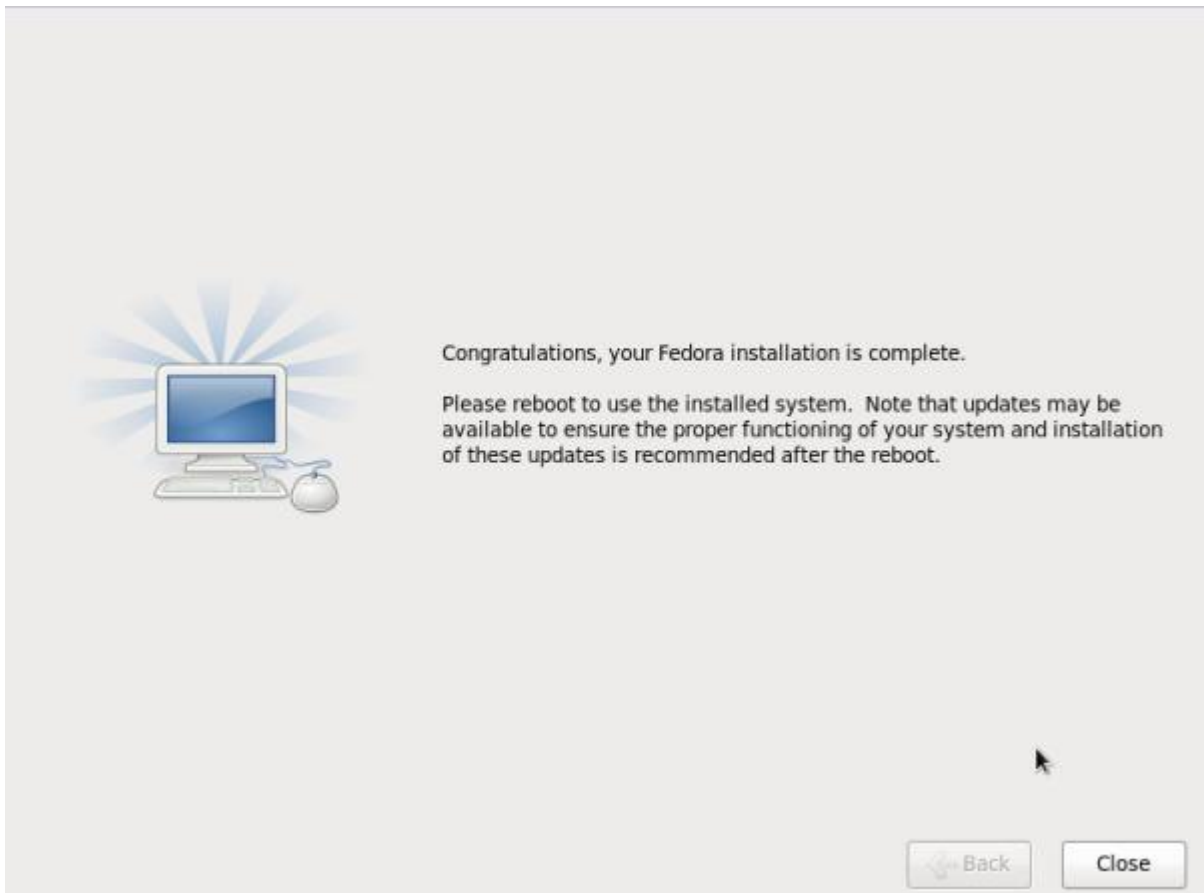 Congratulations, your Fedora installation is complete.
Please reboot to use the installed system.  Note that updates may be
available to ensure the proper functioning of your system and installation
of these updates is recommended after the reboot.
Back
Close